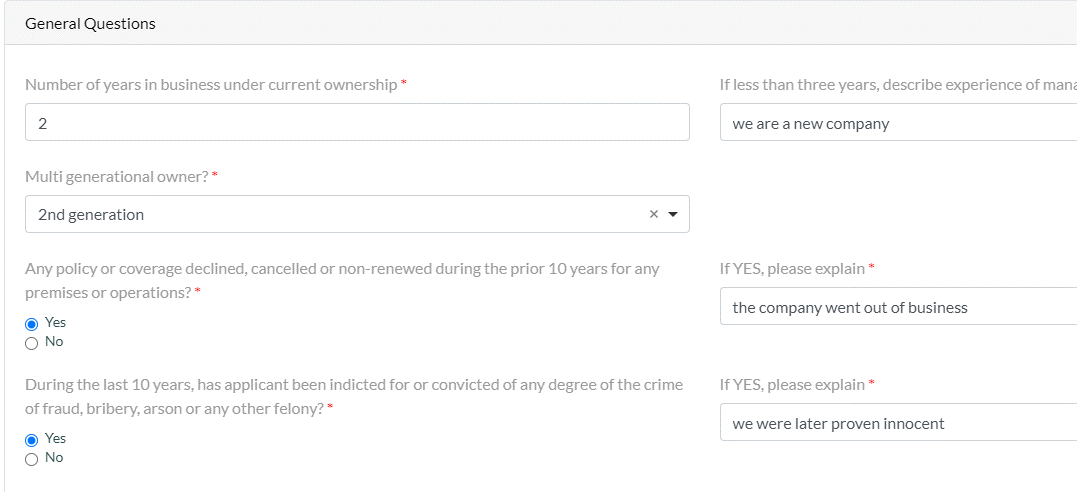 General Questions
Number of years in business under current ownership *
If less than three years, describe experience of mana
2
we are a new company
Multi generational owner? *
2nd generation
Any policy or coverage declined, cancelled or non-renewed during the prior 10 years for any
premises or operations? *
If YES, please explain *
Yes
No
the company went out of business
During the last 10 years, has applicant been indicted for or convicted of any degree of the crime
of fraud, bribery, arson or any other felony? *
If YES, please explain *
Yes
No
we were later proven innocent